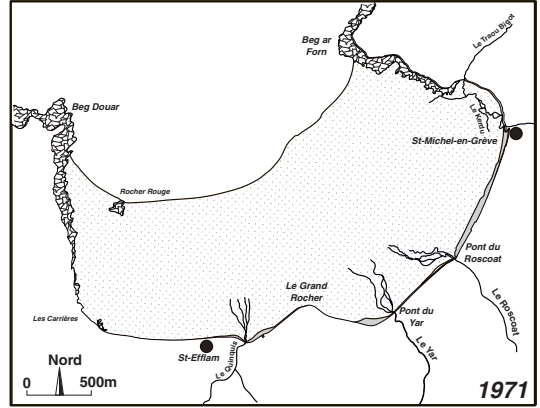 Beg ar
Forn
Le Traou Bigot
Beg Douar
Le Kerdu
St-Michel-en-Grève
Rocher Rouge
Pont du
Roscoat
Le Grand
Rocher
Le Roscoat
Les Carrières
Pont du
Yar
St-Efflam
Le Quinquis
Le Yar
Nord
0 500m
1971